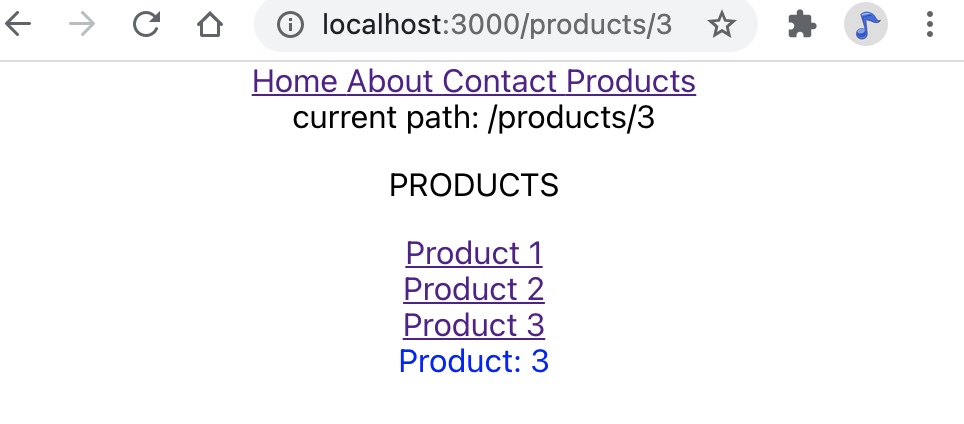 localhost:3000/products/3
Home About Contact Products
current path: /products/3
PRODUCTS
Product 1
Product 2
Product 3
Product: 3